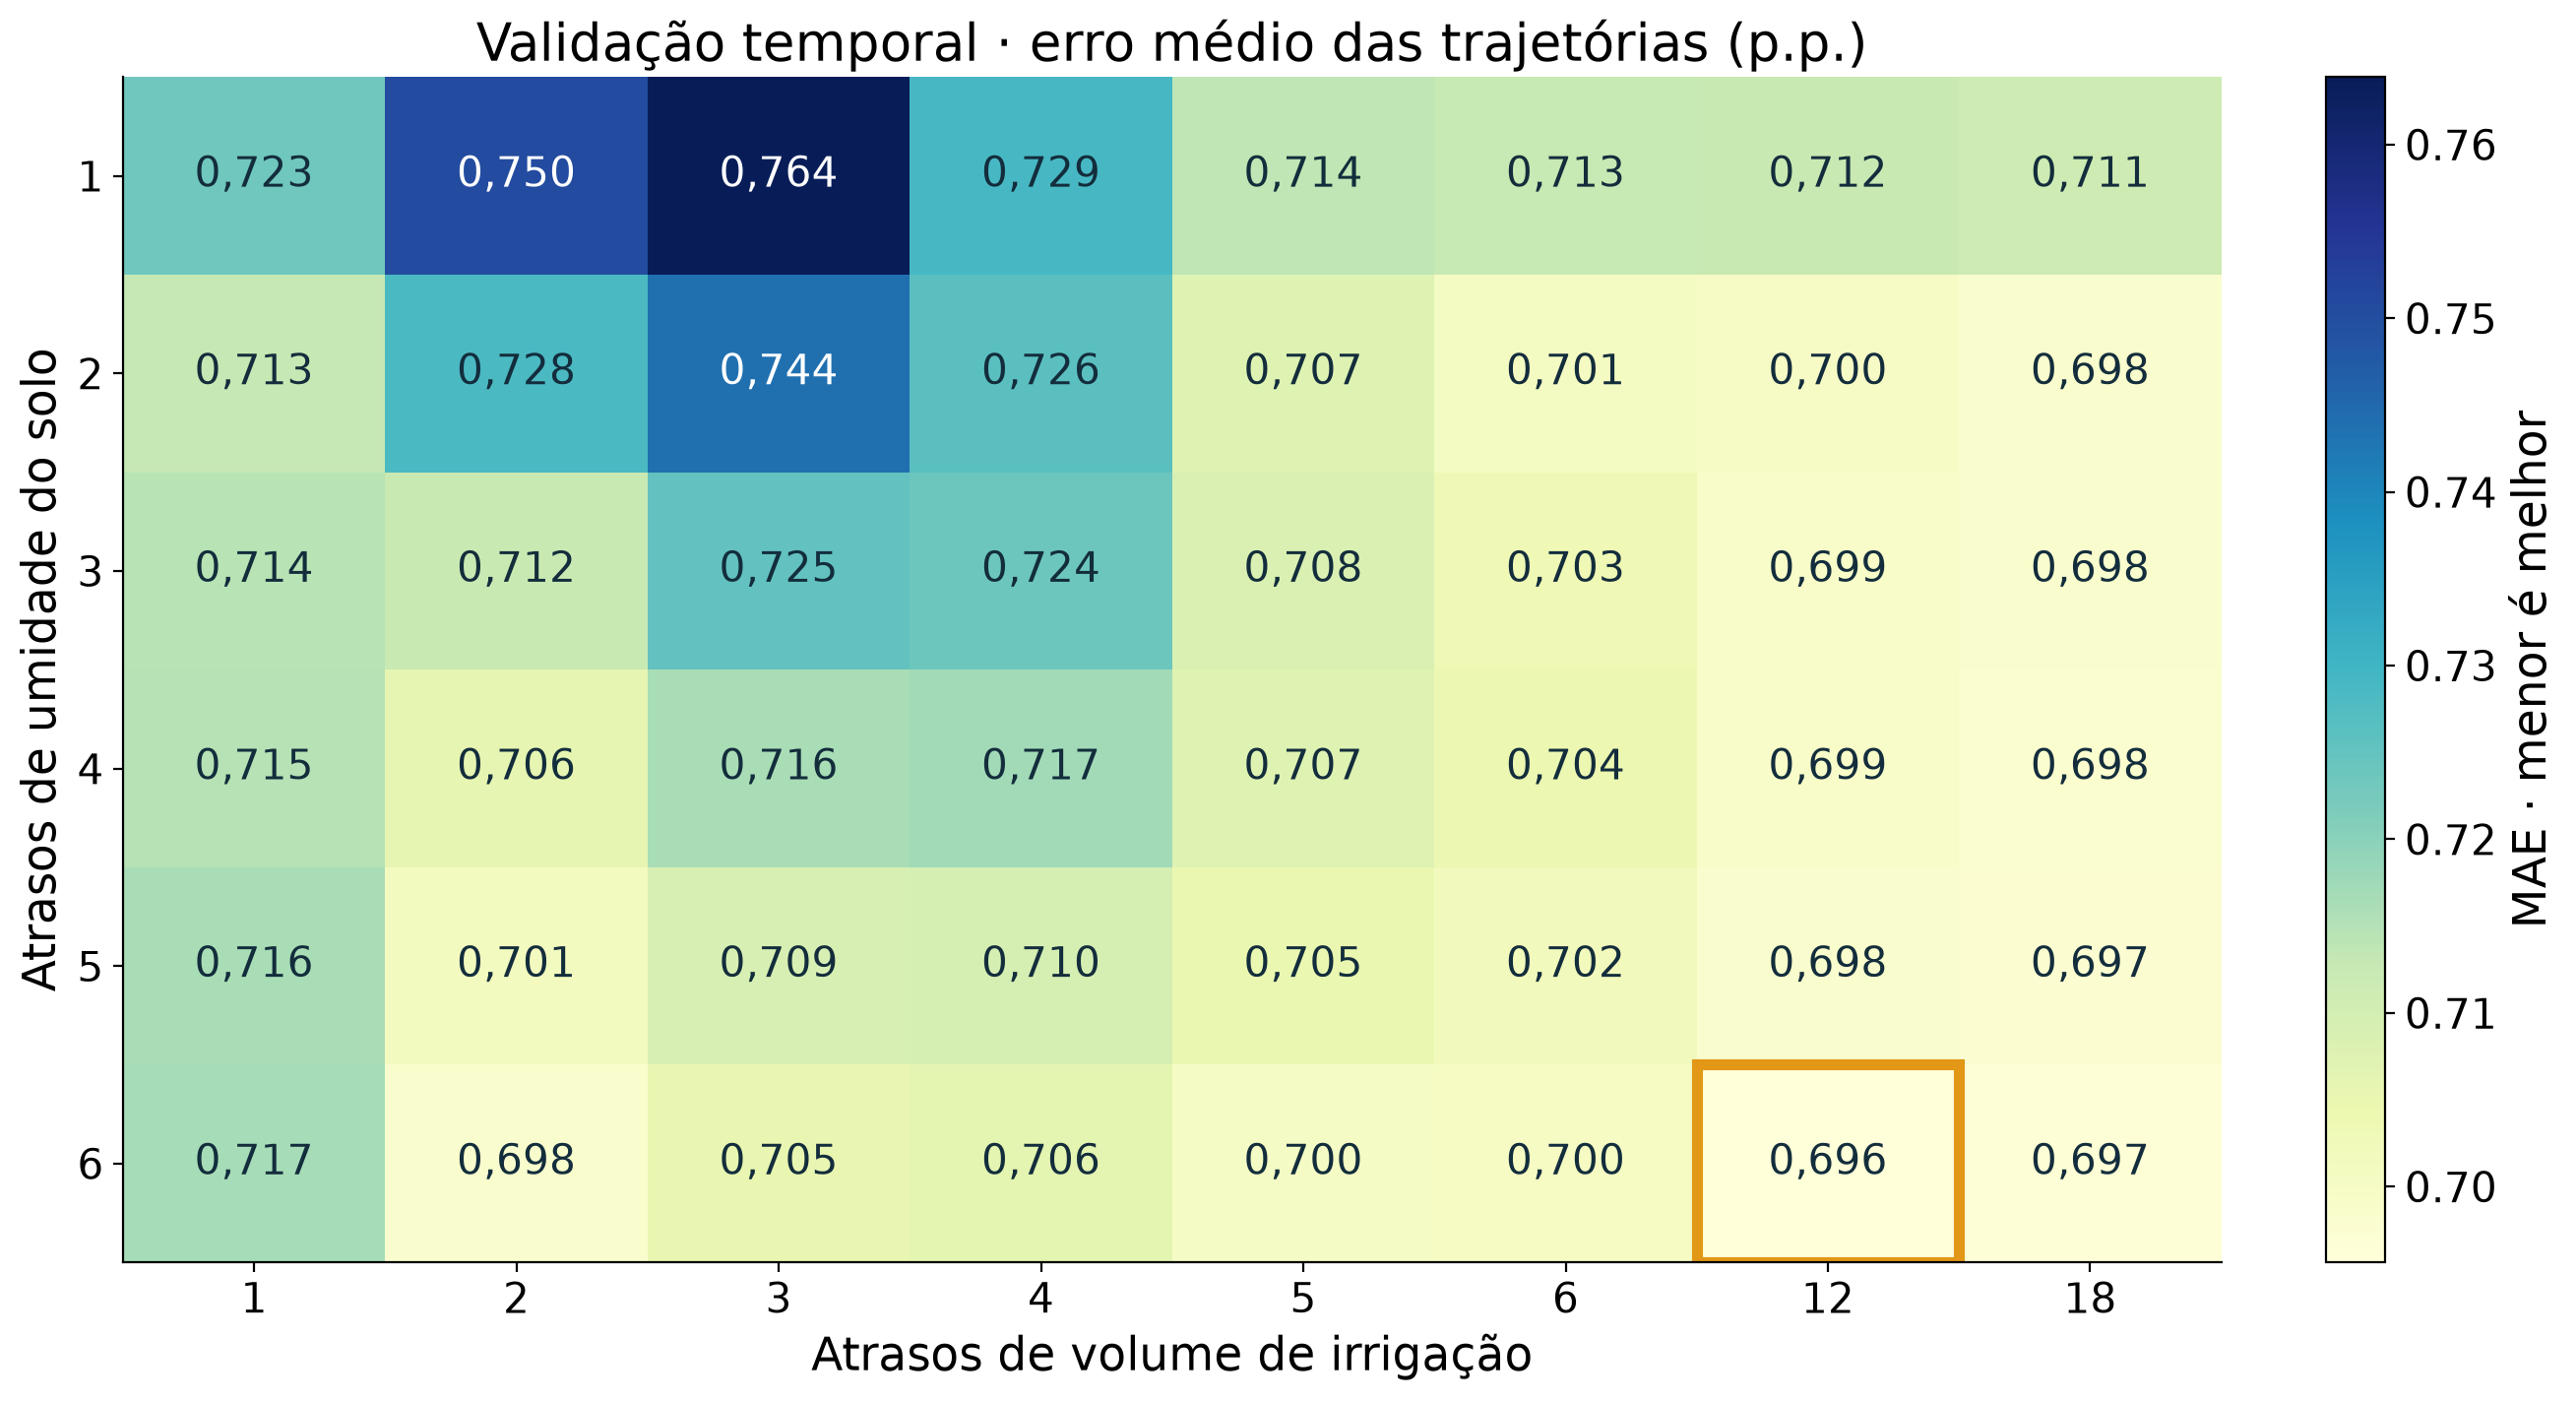 Validação temporal · erro médio das trajetórias (p.p.)
Atrasos de umidade do solo
1 0,723 0,750 0,764 0,729 0,714 0,713 0,712 0,711
2 0,713 0,728 0,744 0,726 0,707 0,701 0,700 0,698
3 0,714 0,712 0,725 0,724 0,708 0,703 0,699 0,698
4 0,715 0,706 0,716 0,717 0,707 0,704 0,699 0,698
5 0,716 0,701 0,709 0,710 0,705 0,702 0,698 0,697
6 0,717 0,698 0,705 0,706 0,700 0,700 0,696 0,697
1 2 3 4 5 6 12 18
Atrasos de volume de irrigação
0.76
0.75
0.74
0.73
0.72
0.71
0.70
MAE · menor é melhor